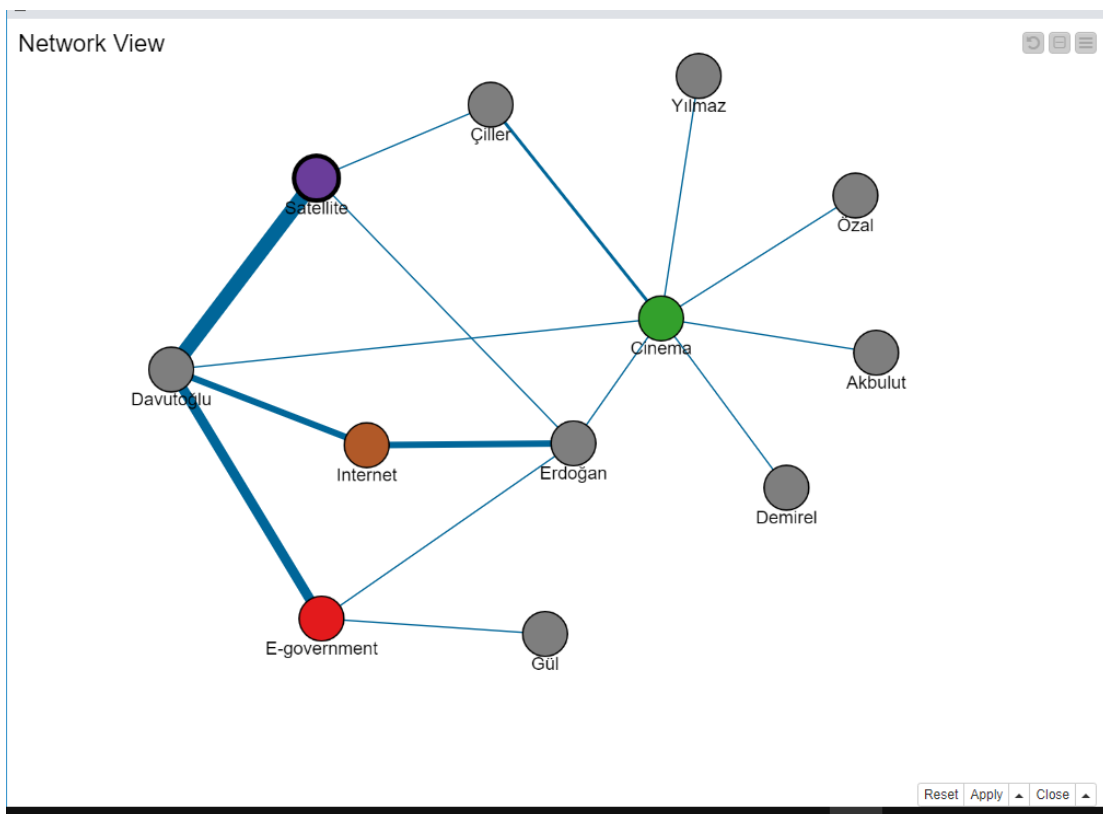 Network View
Yılmaz
Çiller
Satellite
Özal
Cinema
Akbulut
Davutoğlu
Internet
Erdoğan
Demirel
E-government
Gül
Reset Apply Close